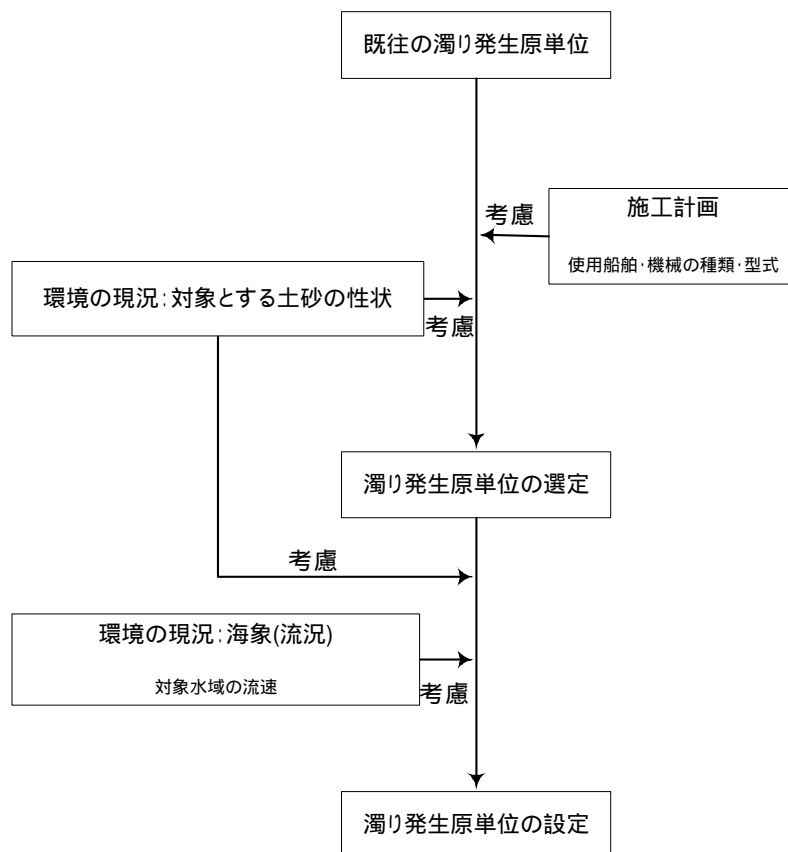 既往の濁り発生原単位
施工計画
使用船舶・機械の種類・型式
考慮
環境の現況：対象とする土砂の性状
考慮
濁り発生原単位の選定
考慮
環境の現況：海象(流況)
対象水域の流速
考慮
濁り発生原単位の設定